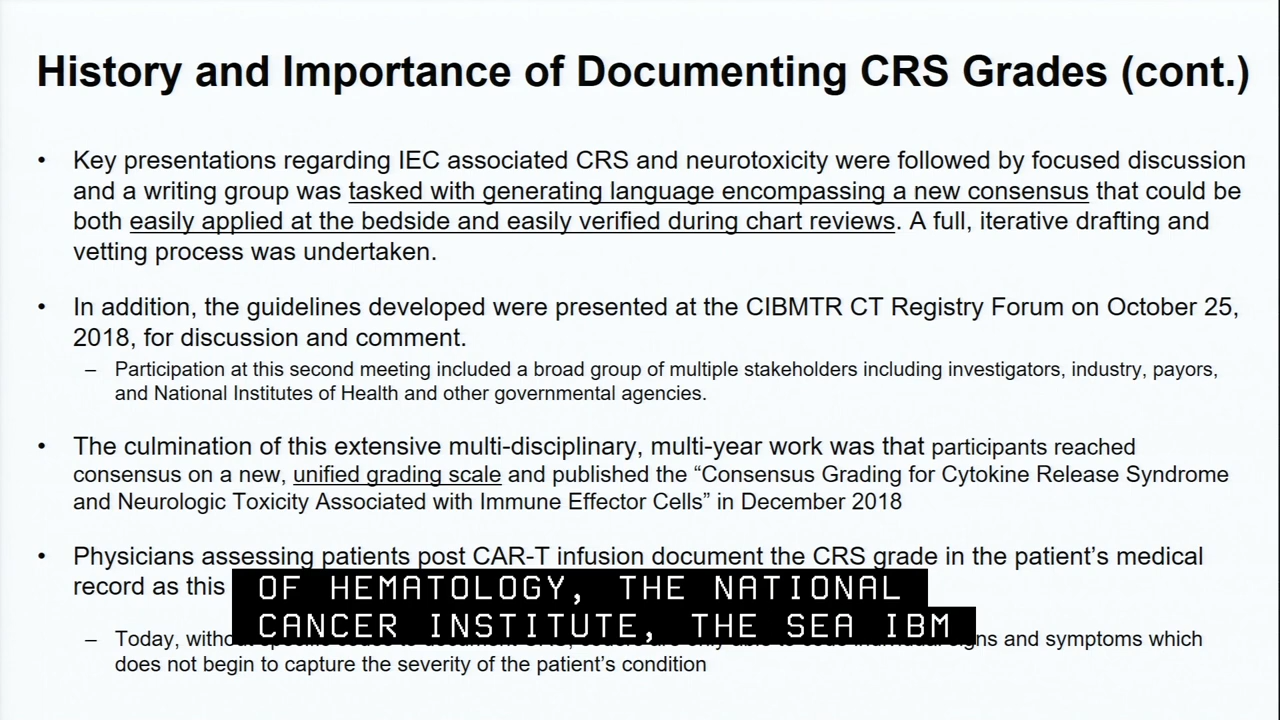 History and Importance of Documenting CRS Grades (cont.)
• Key presentations regarding IEC associated CRS and neurotoxicity were followed by focused discussion
and a writing group was tasked with generating language encompassing a new consensus that could be
both easily applied at the bedside and easily verified during chart reviews. A full, iterative drafting and
vetting process was undertaken.
• In addition, the guidelines developed were presented at the CIBMTR CT Registry Forum on October 25,
2018, for discussion and comment.
– Participation at this second meeting included a broad group of multiple stakeholders including investigators, industry, payors,
and National Institutes of Health and other governmental agencies.
• The culmination of this extensive multi-disciplinary, multi-year work was that participants reached
consensus on a new, unified grading scale and published the “Consensus Grading for Cytokine Release Syndrome
and Neurologic Toxicity Associated with Immune Effector Cells” in December 2018
• Physicians assessing patients post CAR-T infusion document the CRS grade in the patient’s medical
record as this
OF HEMATOLOGY, THE NATIONAL
CANCER INSTITUTE, THE SEA IBM
– Today, and symptoms which
does not begin to capture the severity of the patient’s condition